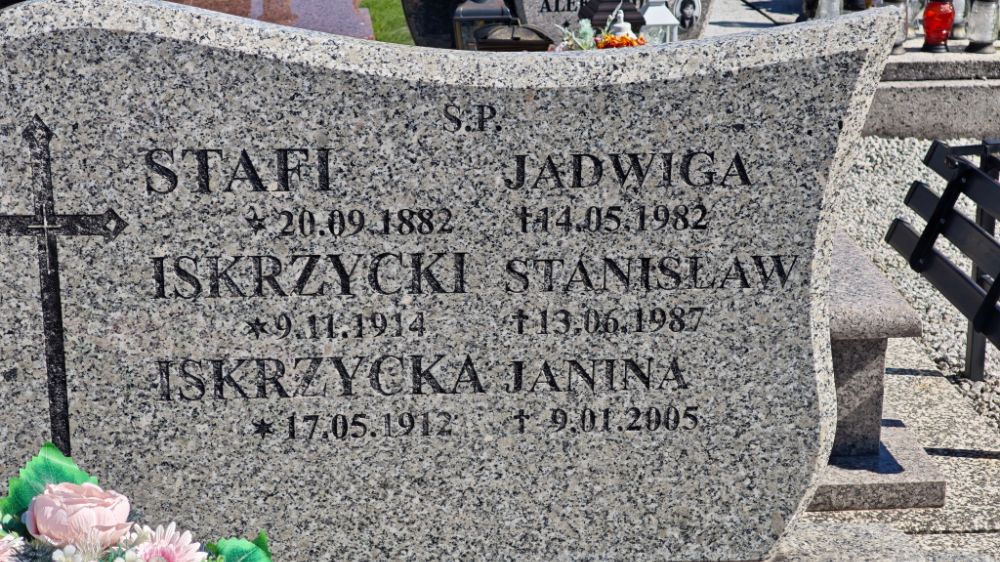 ALE
Ś.P.
STAFI JADWIGA
* 20.09.1882 †14.05.1982
ISKRZYCKI STANISŁAW
* 9.11.1914 †13.06.1987
ISKRZYCKA JANINA
* 17.05.1912 † 9.01.2005